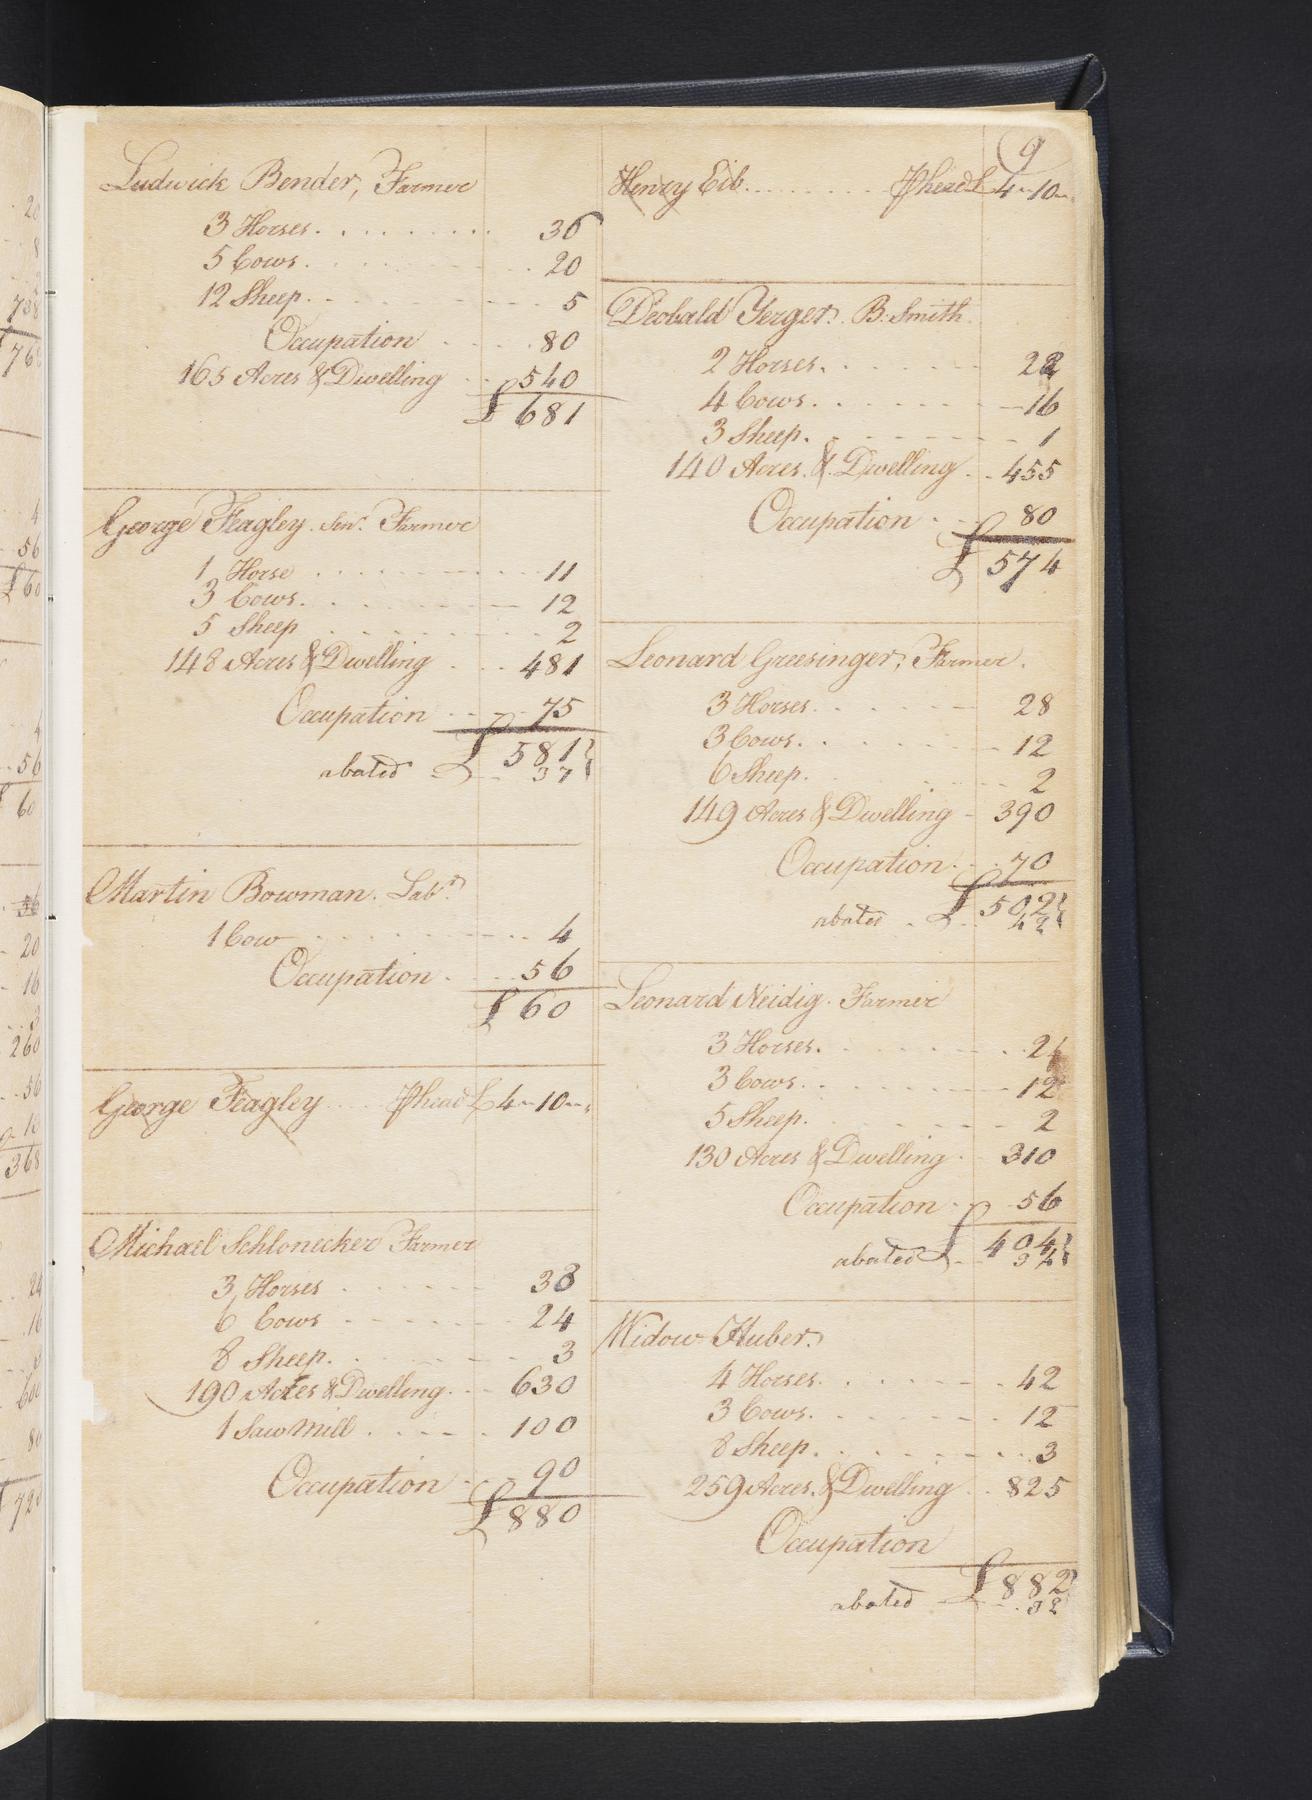 Ludwick Bender, Farmer
3 Horses 36
5 Cows 20
12 Sheep 5
Occupation 80
165 Acres & Dwelling 540
£ 681
George Feagley Senr. Farmer
1 Horse 11
3 Cows 12
5 Sheep 2
148 Acres & Dwelling 481
Occupation 75
£ 581
abated 37
Martin Bowman. Labr.
1 Cow 4
Occupation 56
£ 60
George Feagley P head £ 4 - 10 -
Michael Schlonecker Farmer
3 Horses 33
6 Cows 24
8 Sheep. 3
190 Acres & Dwelling. 630
1 Saw Mill 100
Occupation 90
£ 880
9
Henry Eib P head £ 4 - 10 -
Deobald Yerger. B: Smith
2 Horses. 22
4 Cows. 16
3 Sheep. 1
140 Acres. & Dwelling 455
Occupation 80
£ 574
Leonard Greesinger, Farmer.
3 Horses 28
3 Cows. 12
6 Sheep. 2
149 Acres & Dwelling 390
Occupation 70
£ 502
abated 42
Leonard Neidig. Farmer
3 Horses.
3 Cows. 12
5 Sheep. 2
130 Acres & Dwelling 310
Occupation 56
£ 404
abated 34
Widow Huber.
4 Horses. 42
3 Cows. 12
8 Sheep. 3
259 Acres. & Dwelling 825
Occupation
£ 882
abated 32